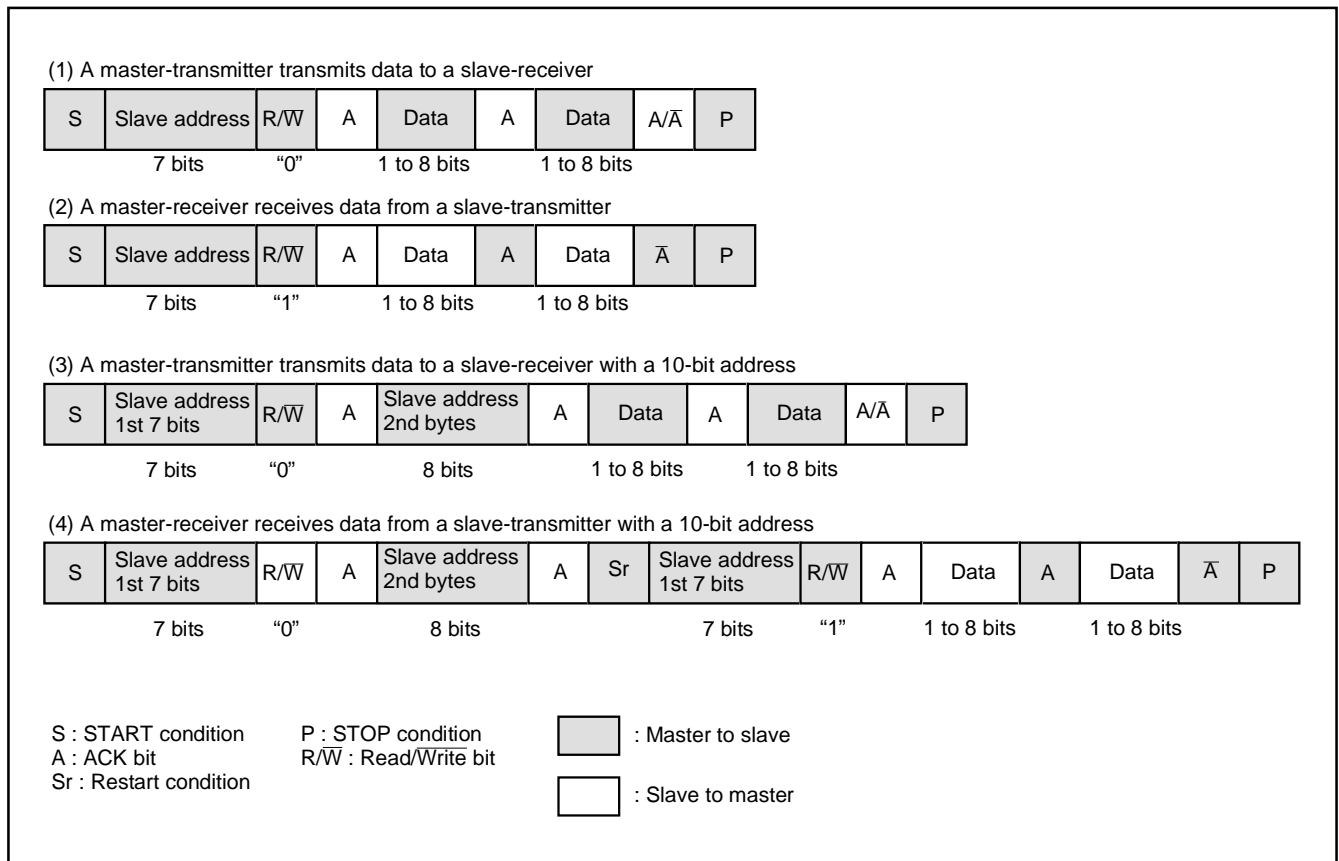 (1) A master-transmitter transmits data to a slave-receiver
S Slave address R/W̅ A Data A Data A/A̅ P
7 bits “0” 1 to 8 bits 1 to 8 bits
(2) A master-receiver receives data from a slave-transmitter
S Slave address R/W̅ A Data A Data A̅ P
7 bits “1” 1 to 8 bits 1 to 8 bits
(3) A master-transmitter transmits data to a slave-receiver with a 10-bit address
S Slave address 1st 7 bits R/W̅ A Slave address 2nd bytes A Data A Data A/A̅ P
7 bits “0” 8 bits 1 to 8 bits 1 to 8 bits
(4) A master-receiver receives data from a slave-transmitter with a 10-bit address
S Slave address 1st 7 bits R/W̅ A Slave address 2nd bytes A Sr Slave address 1st 7 bits R/W̅ A Data A Data A̅ P
7 bits “0” 8 bits 7 bits “1” 1 to 8 bits 1 to 8 bits
S : START condition P : STOP condition : Master to slave
A : ACK bit R/W̅ : Read/W̅r̅i̅t̅e̅ bit
Sr : Restart condition
: Slave to master